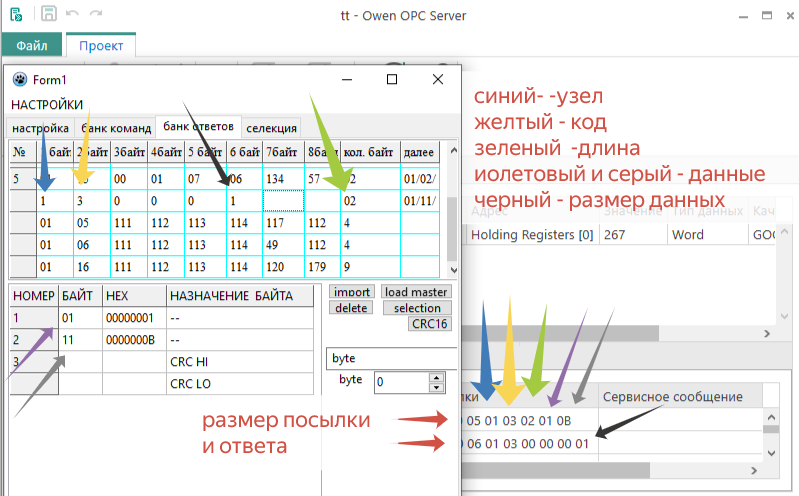 tt - Owen OPC Server
Файл Проект
Form1
НАСТРОЙКИ
настройка банк команд банк ответов селекция
№ байт 2байт 3байт 4байт 5 байт 6 байт 7байт 8байт кол. байт далее
5 00 01 07 06 134 57 01/02/
1 3 0 0 0 1 02 01/11/
01 05 111 112 113 114 117 112 4
01 06 111 112 113 114 49 112 4
01 16 111 112 113 114 120 179 9
НОМЕР БАЙТ HEX НАЗНАЧЕНИЕ БАЙТА
1 01 00000001 --
2 11 0000000B --
3 CRC HI
CRC LO
import load master
delete selection
CRC16
byte
byte 0
синий- -узел
желтый - код
зеленый -длина
иолетовый и серый - данные
черный - размер данных
Адрес Значение Тип данных Кач
Holding Registers [0] 267 Word GOO
лки Сервисное сообщение
05 01 03 02 01 0B
06 01 03 00 00 00 01
размер посылки
и ответа